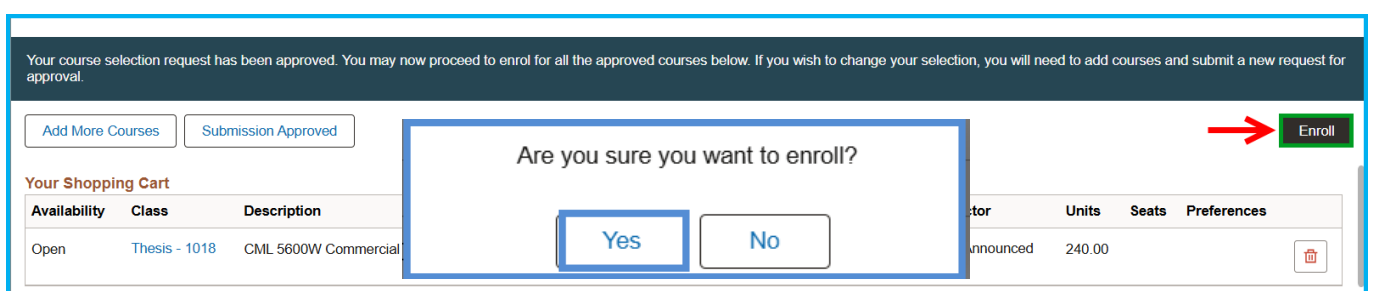 Your course selection request has been approved. You may now proceed to enrol for all the approved courses below. If you wish to change your selection, you will need to add courses and submit a new request for
approval.
Add More Courses Submission Approved Enroll
Are you sure you want to enroll?
Yes No
Your Shopping Cart
Availability Class Description Units Seats Preferences
Open Thesis - 1018 CML 5600W Commercial 240.00